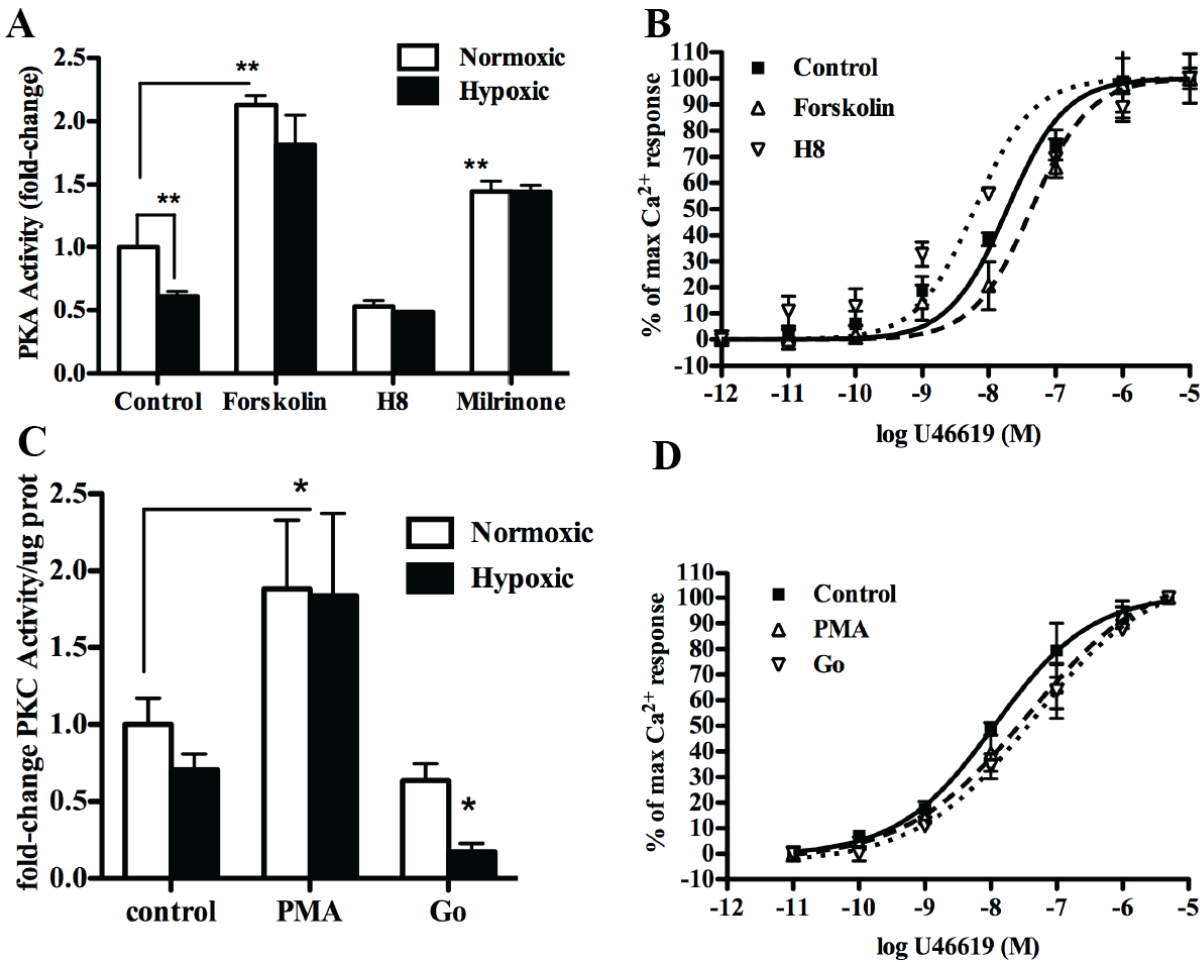 A
PKA Activity (fold-change)
2.5
2.0
1.5
1.0
0.5
0.0
Normoxic
Hypoxic
**
**
**
Control Forskolin H8 Milrinone
B
% of max Ca²⁺ response
110
100
90
80
70
60
50
40
30
20
10
0
-10
Control
Forskolin
H8
-12 -11 -10 -9 -8 -7 -6 -5
log U46619 (M)
C
fold-change PKC Activity/ug prot
2.5
2.0
1.5
1.0
0.5
0.0
Normoxic
Hypoxic
*
*
control PMA Go
D
% of max Ca²⁺ response
110
100
90
80
70
60
50
40
30
20
10
0
-10
Control
PMA
Go
-12 -11 -10 -9 -8 -7 -6 -5
log U46619 (M)